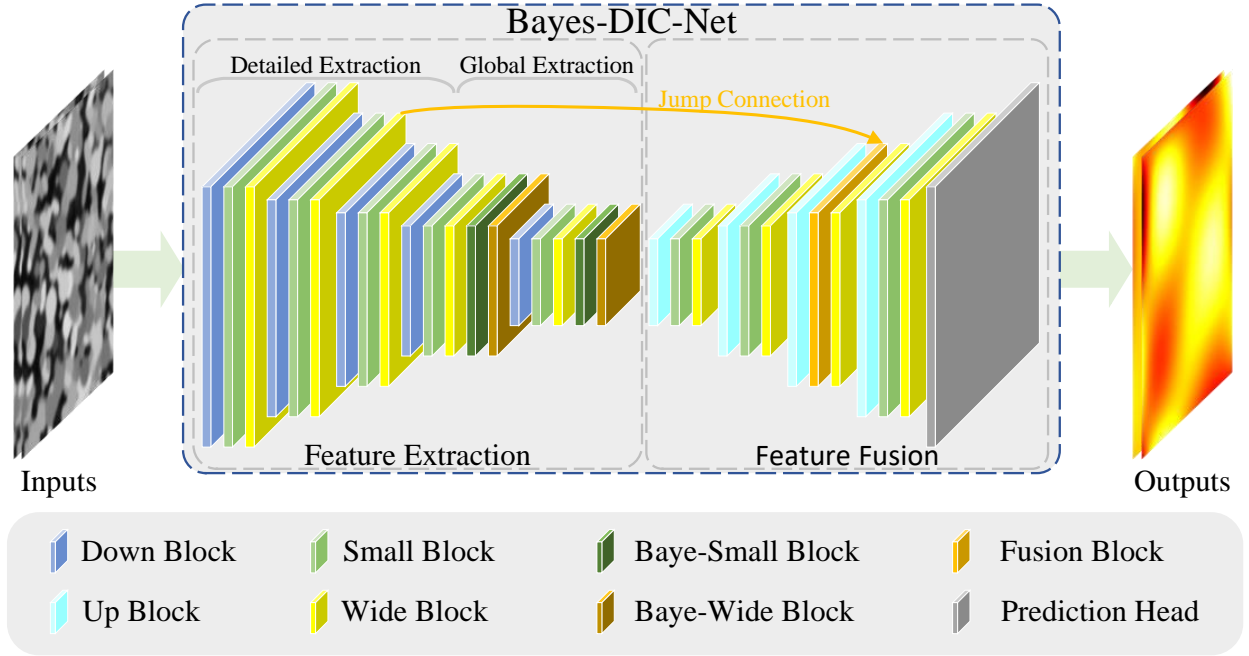 Bayes-DIC-Net
Detailed Extraction
Global Extraction
Jump Connection
Feature Extraction
Feature Fusion
Inputs
Outputs
Down Block
Small Block
Baye-Small Block
Fusion Block
Up Block
Wide Block
Baye-Wide Block
Prediction Head